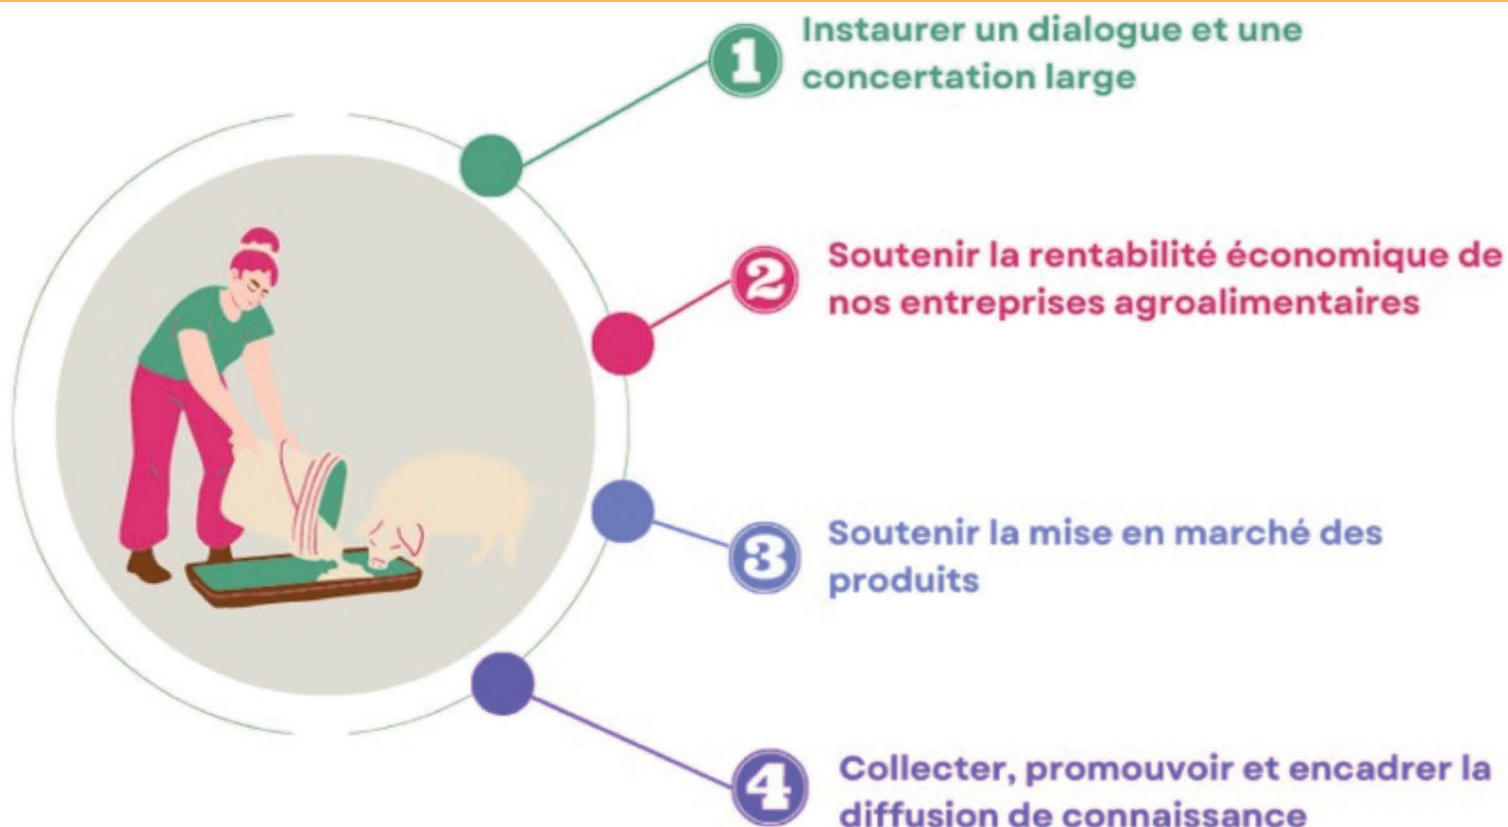 1
Instaurer un dialogue et une
concertation large
2
Soutenir la rentabilité économique de
nos entreprises agroalimentaires
3
Soutenir la mise en marché des
produits
4
Collecter, promouvoir et encadrer la
diffusion de connaissance